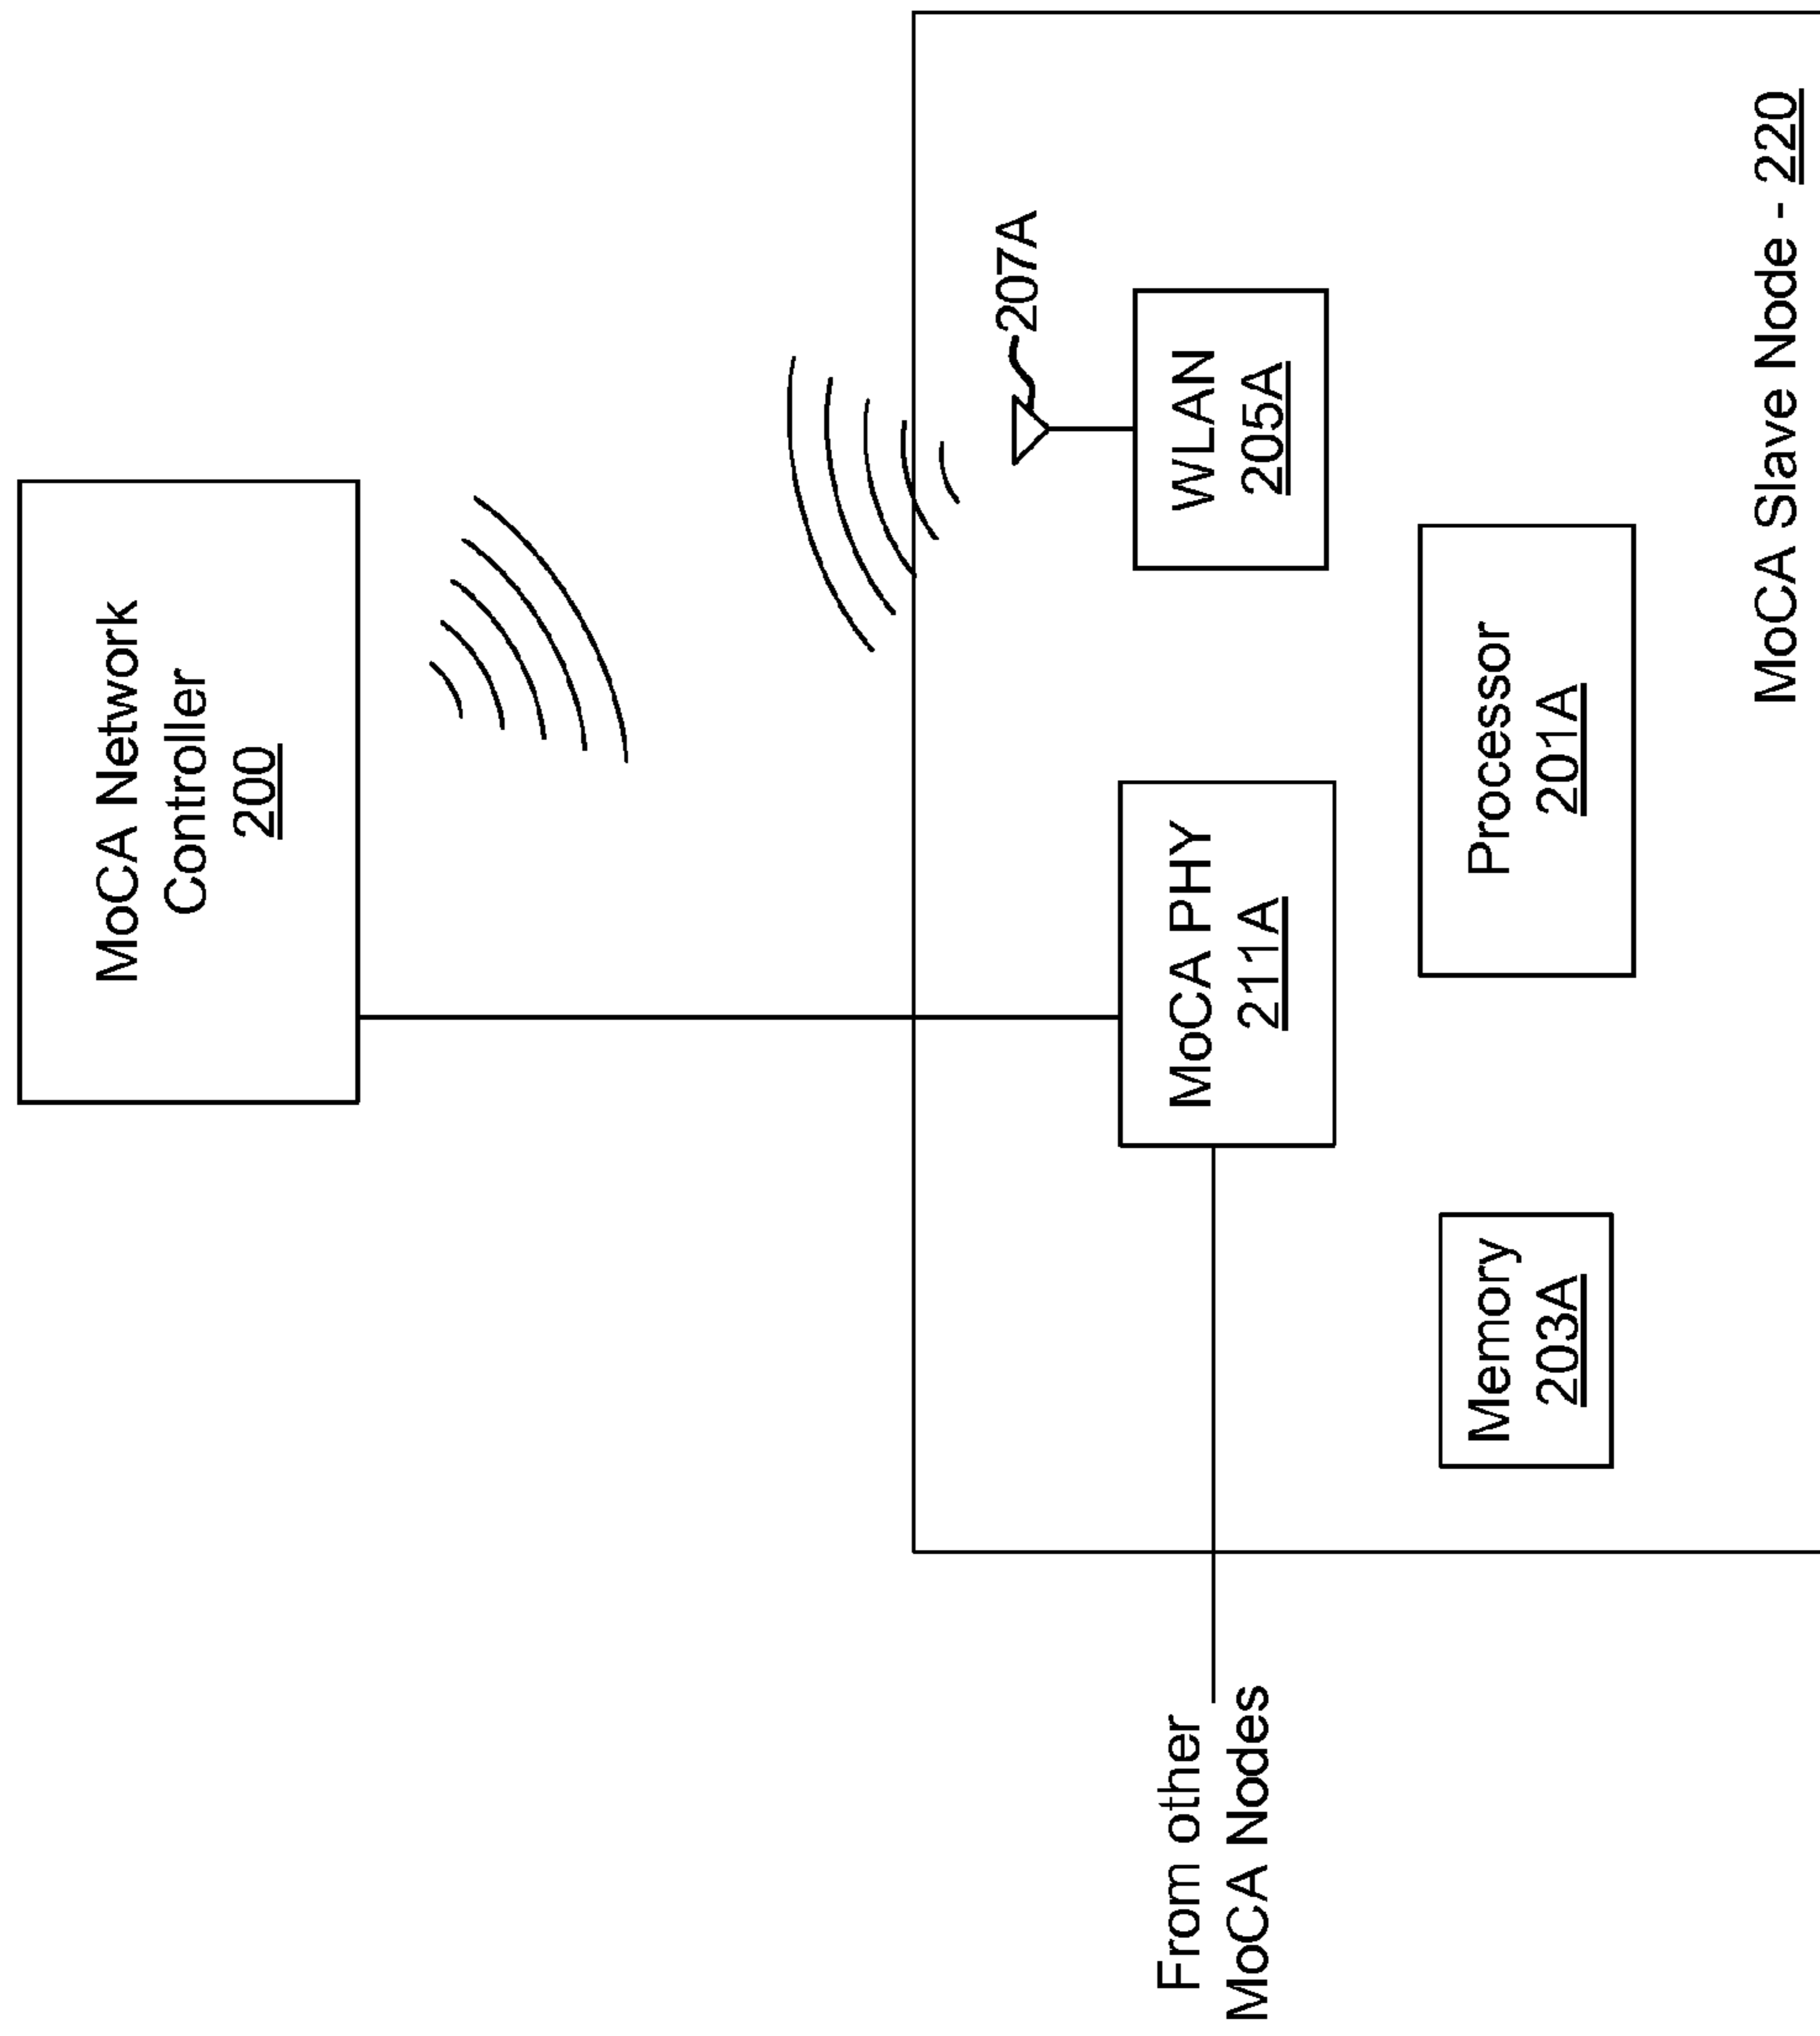 MoCA Network
Controller
200
207A
From other
MoCA Nodes
MoCA PHY
211A
WLAN
205A
Memory
203A
Processor
201A
MoCA Slave Node - 220